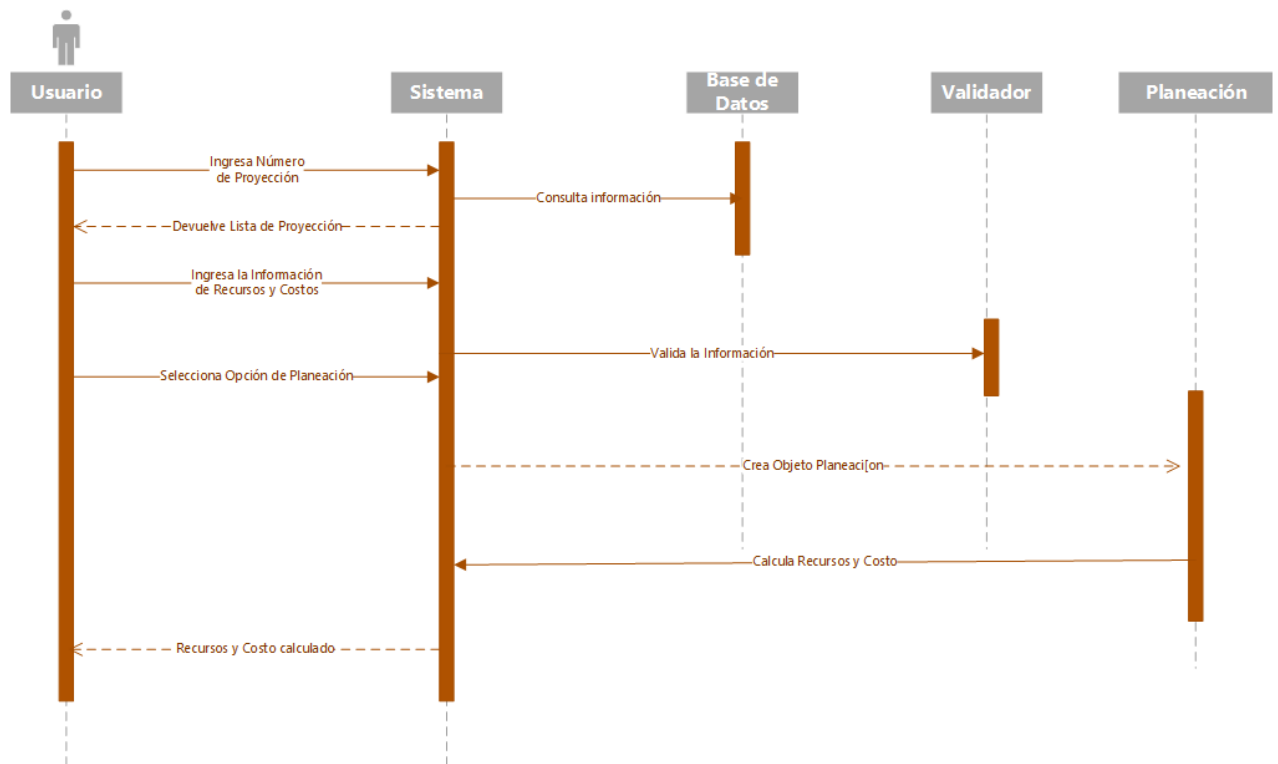 Usuario
Sistema
Base de
Datos
Validador
Planeación
Ingresa Número
de Proyección
Consulta información
Devuelve Lista de Proyección
Ingresa la Información
de Recursos y Costos
Valida la Información
Selecciona Opción de Planeación
Crea Objeto Planeaci[on
Calcula Recursos y Costo
Recursos y Costo calculado